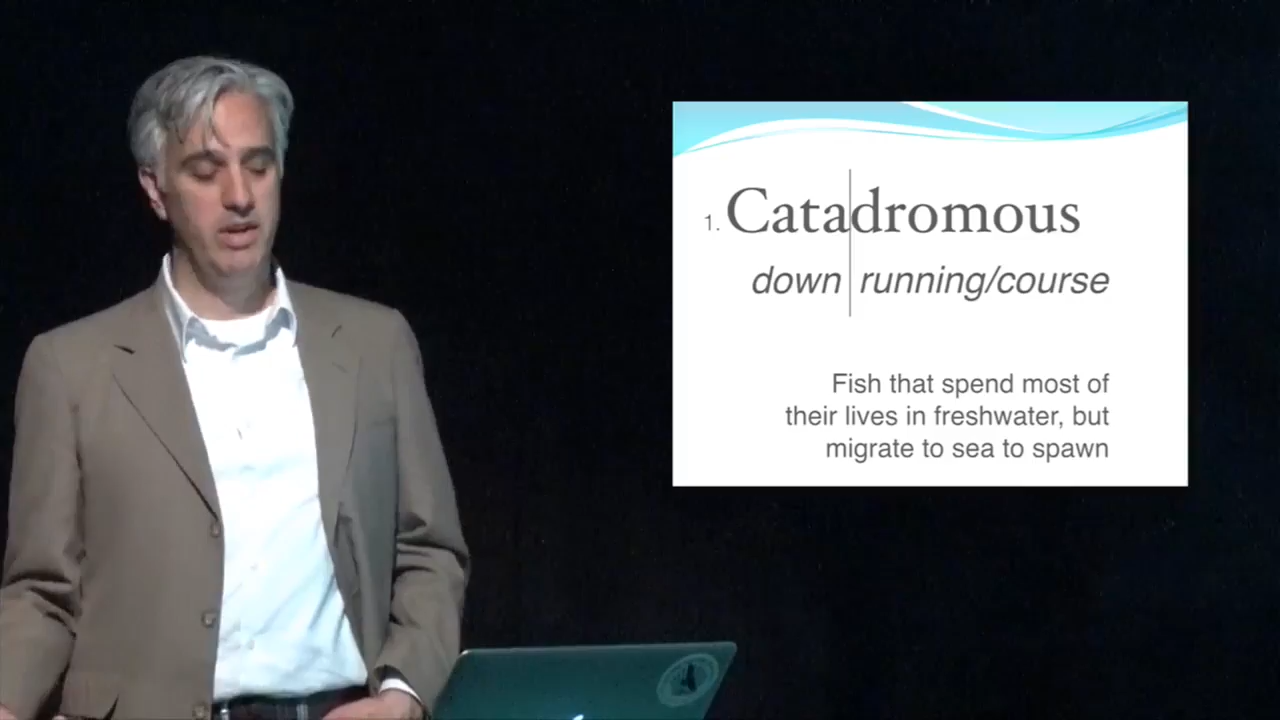 1. Catadromous
down running/course
Fish that spend most of
their lives in freshwater, but
migrate to sea to spawn